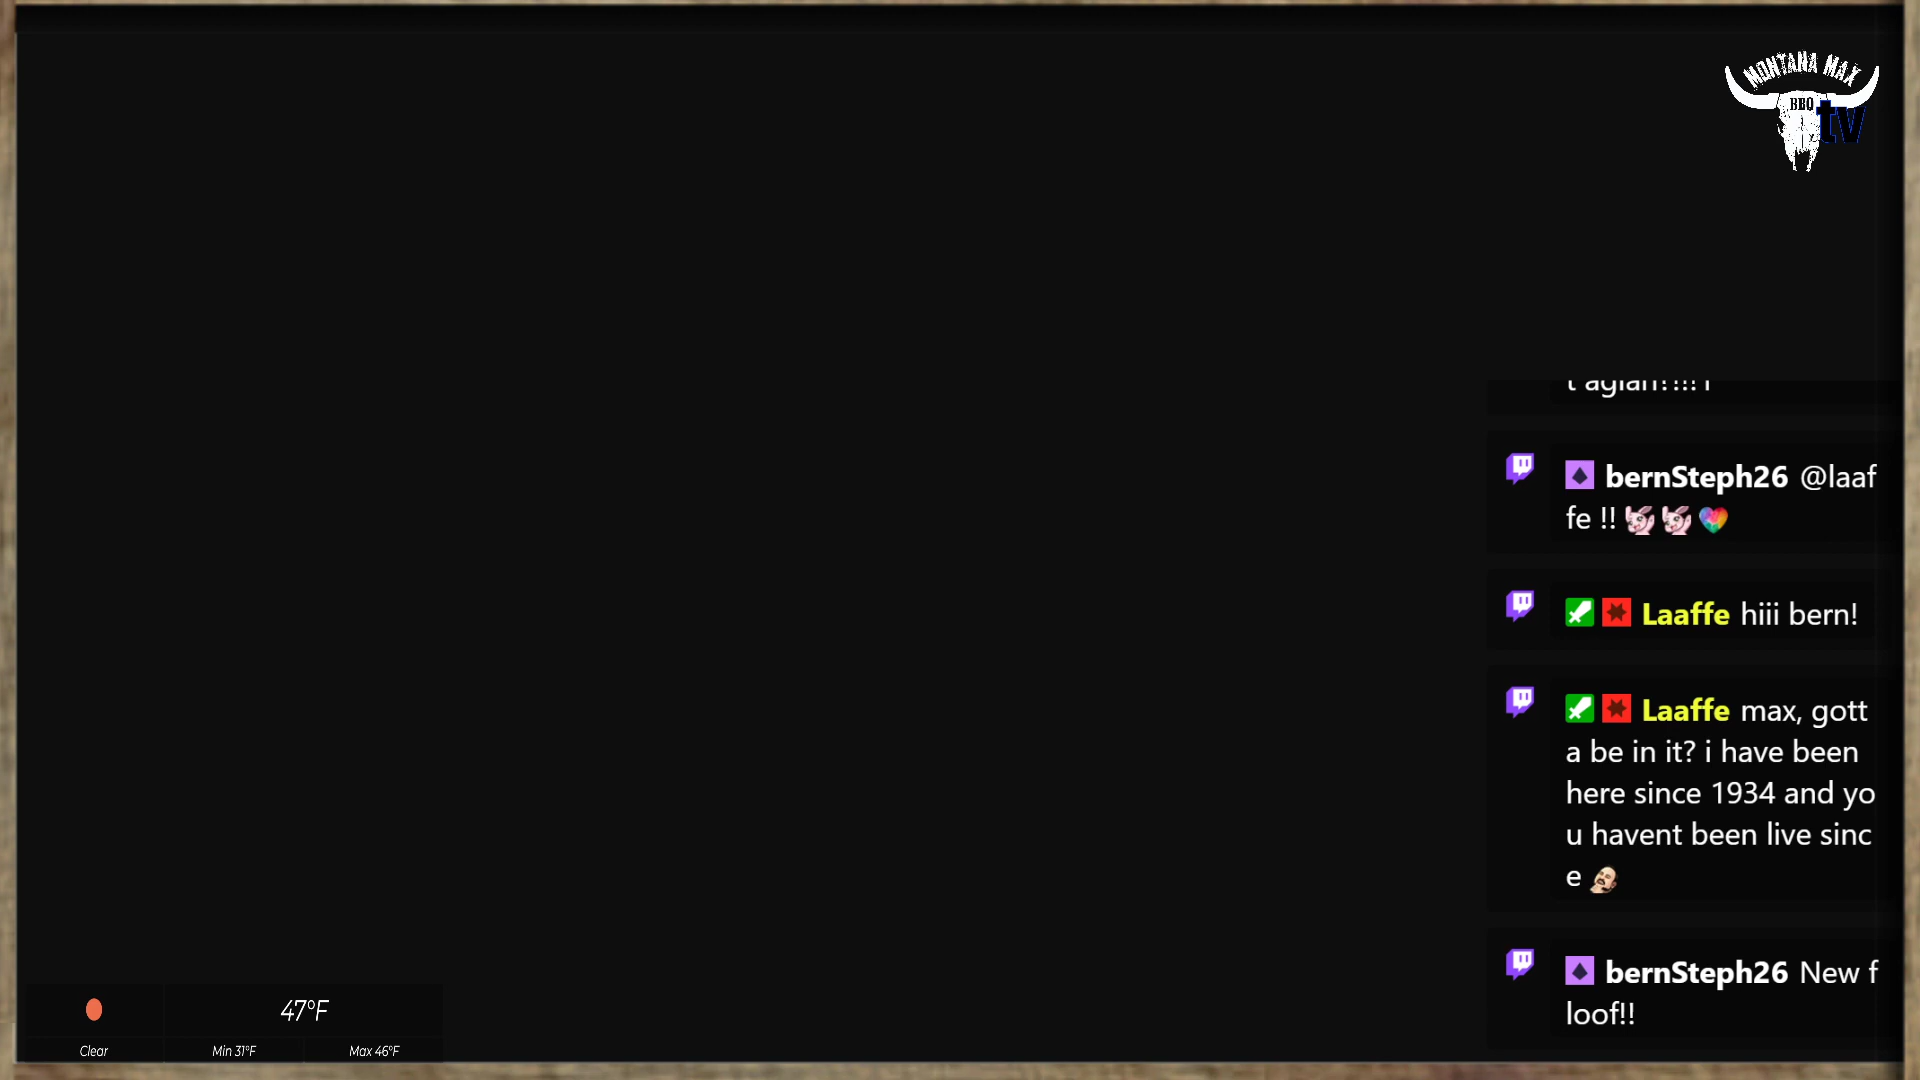 MONTANA MAX
BBQ
tv
bernSteph26 @laaf
fe !!
Laaffe hiii bern!
Laaffe max, gott
a be in it? i have been
here since 1934 and yo
u havent been live sinc
e
bernSteph26 New f
loof!!
47°F
Clear Min 31°F Max 46°F